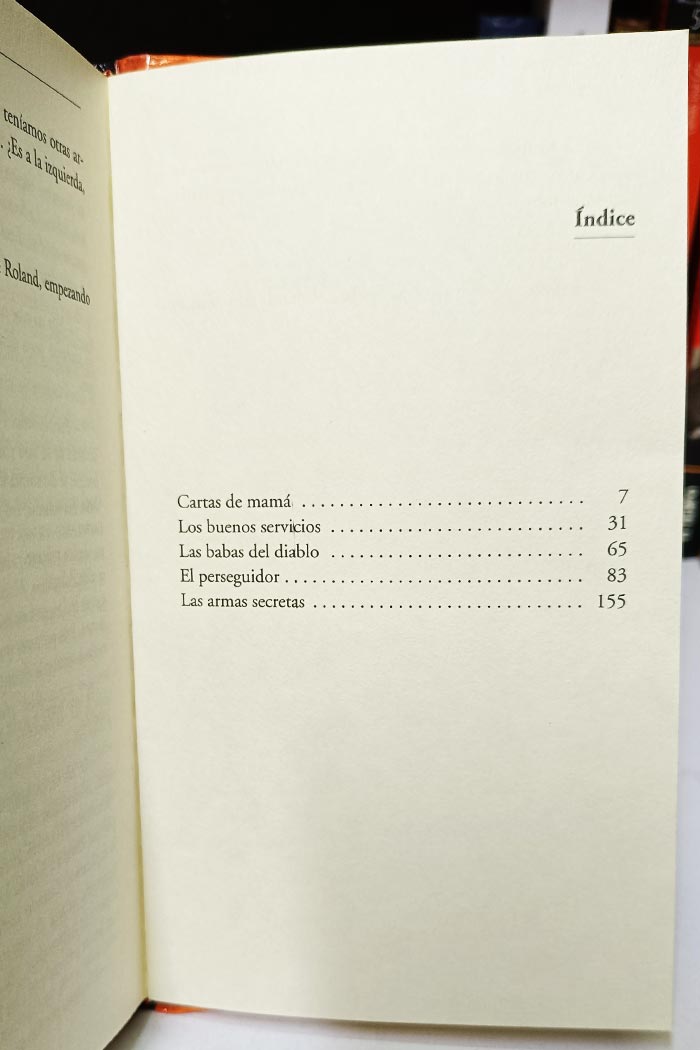 teníamos otras ar-
. ¿Es a la izquierda,
Roland, empezando
Índice
Cartas de mamá . . . . . . . . . . . . . . . . . . . . . . . . . . . . . 7
Los buenos servicios . . . . . . . . . . . . . . . . . . . . . . . . . . 31
Las babas del diablo . . . . . . . . . . . . . . . . . . . . . . . . . . 65
El perseguidor . . . . . . . . . . . . . . . . . . . . . . . . . . . . . . 83
Las armas secretas . . . . . . . . . . . . . . . . . . . . . . . . . . . . 155